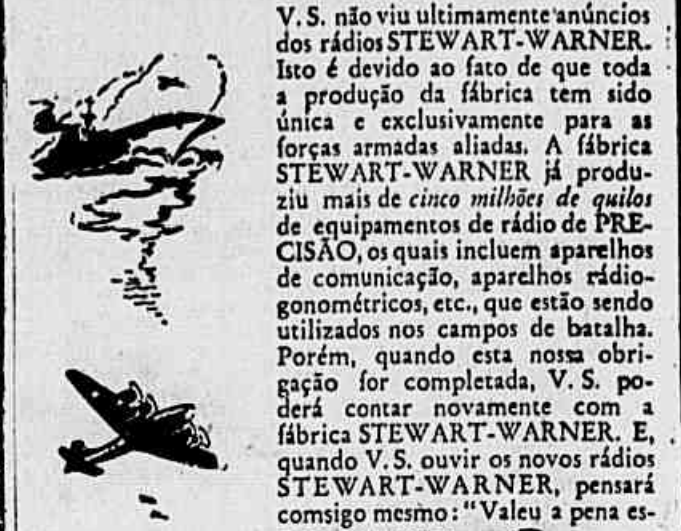 V. S. não viu ultimamente anúncios
dos rádios STEWART-WARNER.
Isto é devido ao fato de que toda
a produção da fábrica tem sido
única e exclusivamente para as
forças armadas aliadas. A fábrica
STEWART-WARNER já produ-
ziu mais de cinco milhões de quilos
de equipamentos de rádio de PRE-
CISÃO, os quais incluem aparelhos
de comunicação, aparelhos rádio-
gonométricos, etc., que estão sendo
utilizados nos campos de batalha.
Porém, quando esta nossa obri-
gação for completada, V. S. po-
derá contar novamente com a
fábrica STEWART-WARNER. E,
quando V. S. ouvir os novos rádios
STEWART-WARNER, pensará
comsigo mesmo: "Valeu a pena es-